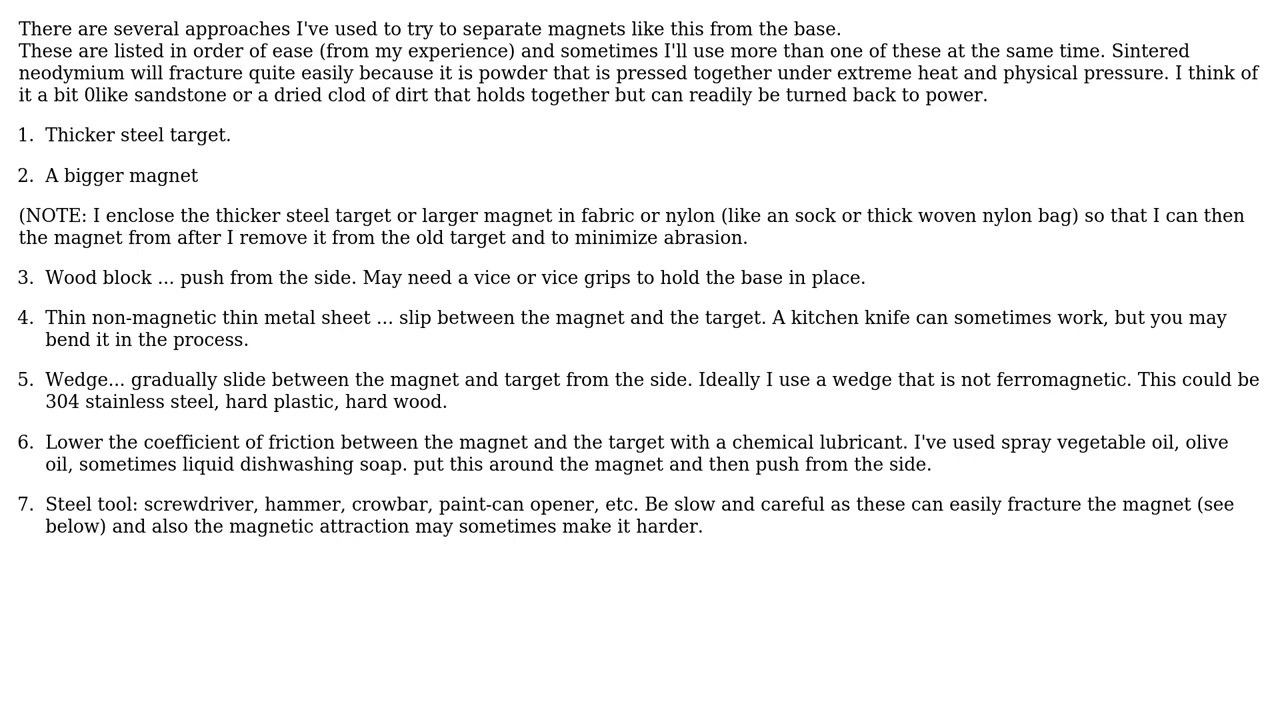 There are several approaches I've used to try to separate magnets like this from the base.
These are listed in order of ease (from my experience) and sometimes I'll use more than one of these at the same time. Sintered
neodymium will fracture quite easily because it is powder that is pressed together under extreme heat and physical pressure. I think of
it a bit 0like sandstone or a dried clod of dirt that holds together but can readily be turned back to power.
1. Thicker steel target.
2. A bigger magnet
(NOTE: I enclose the thicker steel target or larger magnet in fabric or nylon (like an sock or thick woven nylon bag) so that I can then
the magnet from after I remove it from the old target and to minimize abrasion.
3. Wood block ... push from the side. May need a vice or vice grips to hold the base in place.
4. Thin non-magnetic thin metal sheet ... slip between the magnet and the target. A kitchen knife can sometimes work, but you may
bend it in the process.
5. Wedge... gradually slide between the magnet and target from the side. Ideally I use a wedge that is not ferromagnetic. This could be
304 stainless steel, hard plastic, hard wood.
6. Lower the coefficient of friction between the magnet and the target with a chemical lubricant. I've used spray vegetable oil, olive
oil, sometimes liquid dishwashing soap. put this around the magnet and then push from the side.
7. Steel tool: screwdriver, hammer, crowbar, paint-can opener, etc. Be slow and careful as these can easily fracture the magnet (see
below) and also the magnetic attraction may sometimes make it harder.